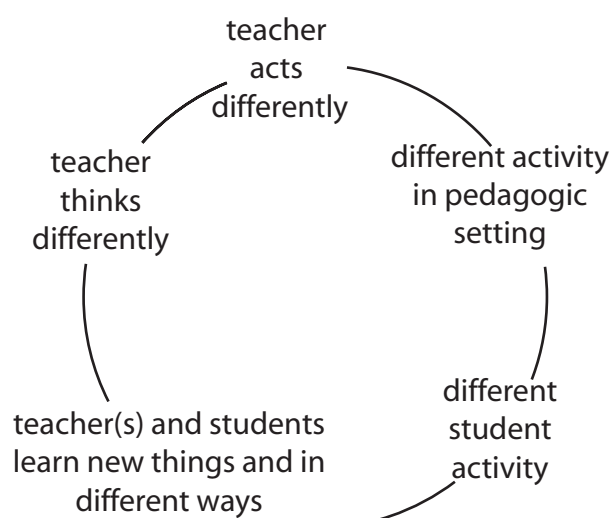 teacher
acts
differently
different activity
in pedagogic
setting
different
student
activity
teacher(s) and students
learn new things and in
different ways
teacher
thinks
differently